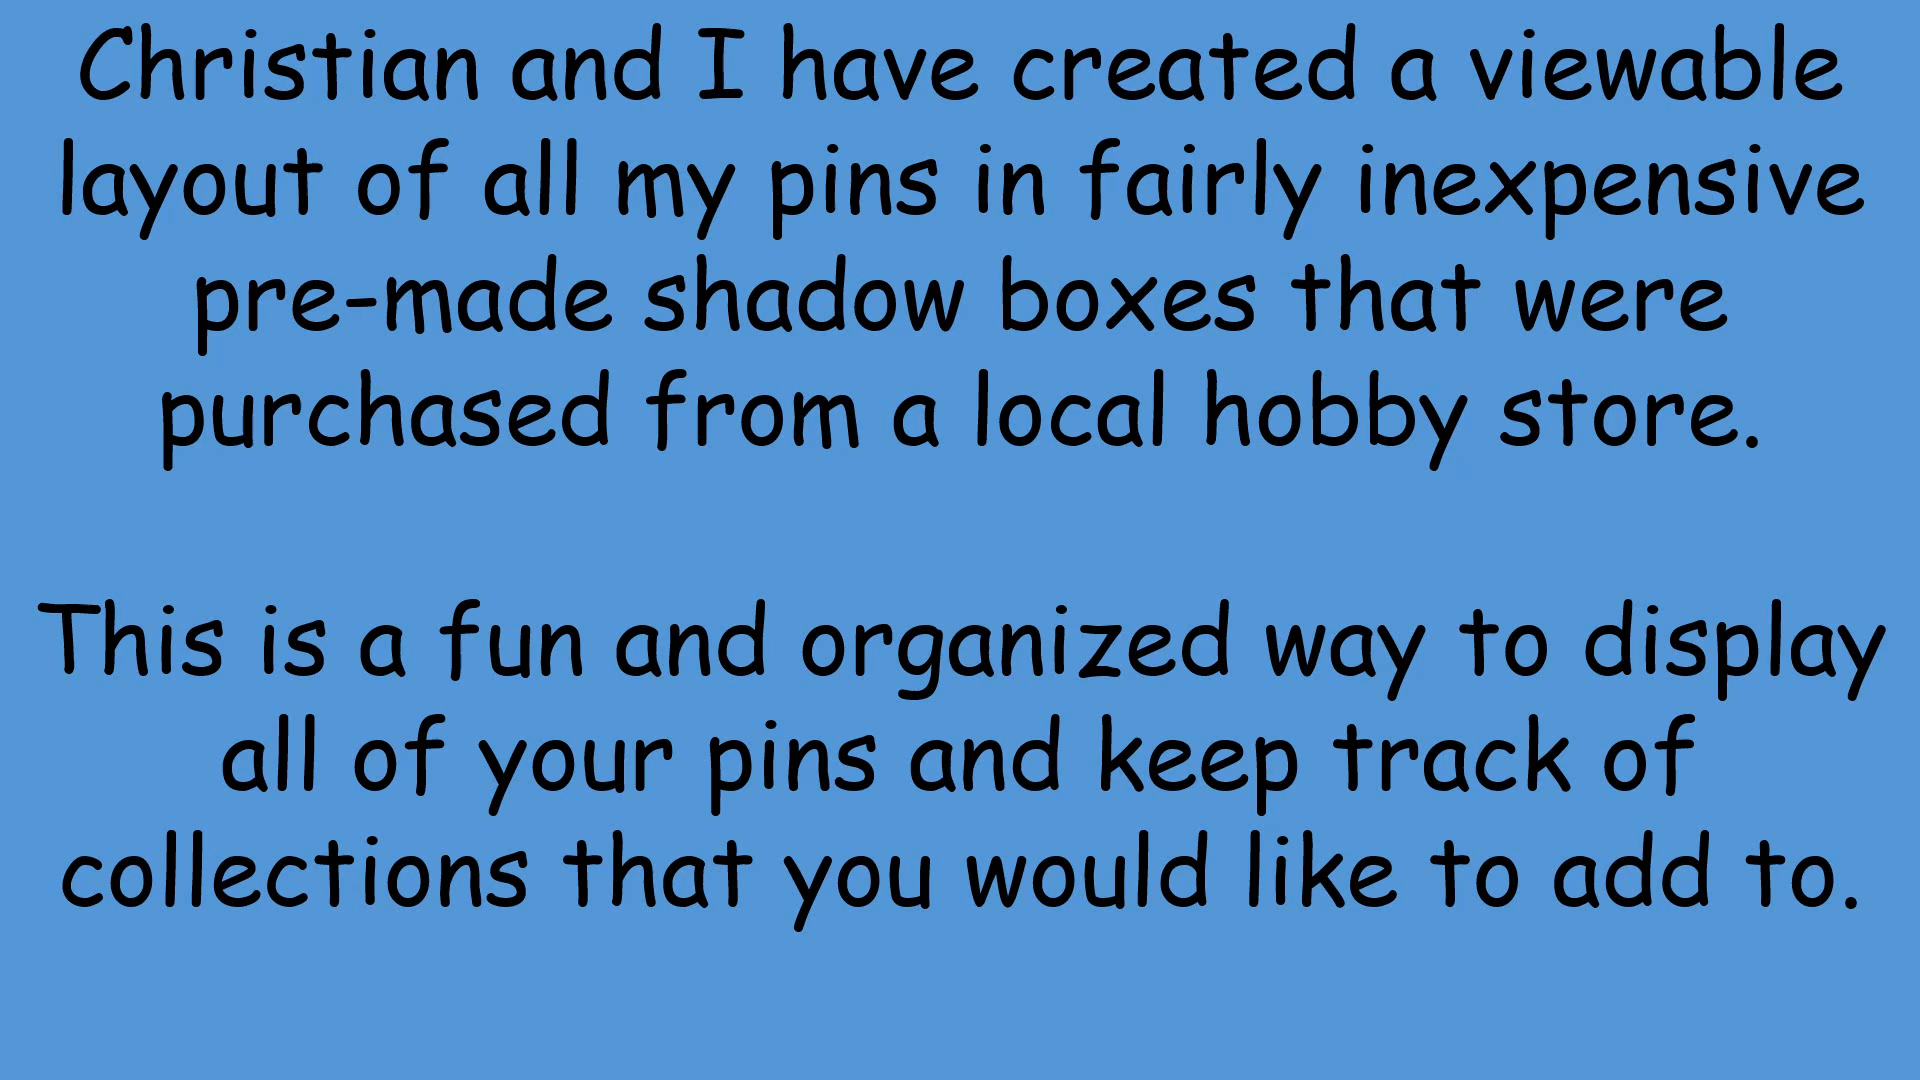 Christian and I have created a viewable
layout of all my pins in fairly inexpensive
pre-made shadow boxes that were
purchased from a local hobby store.
This is a fun and organized way to display
all of your pins and keep track of
collections that you would like to add to.